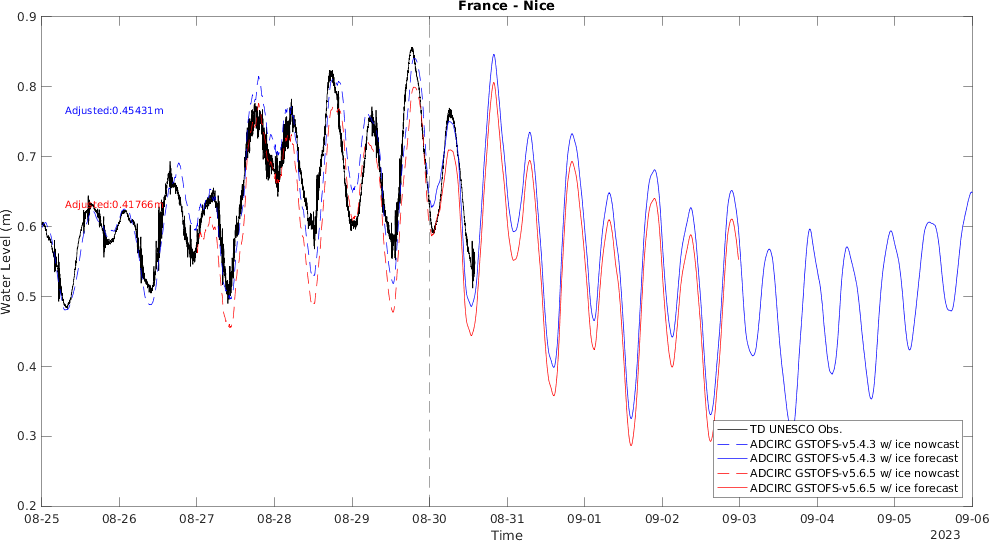 France - Nice
0.9
0.8
0.7
0.6
0.5
0.4
0.3
0.2
Water Level (m)
Adjusted:0.45431m
Adjusted:0.41766m
TD UNESCO Obs.
ADCIRC GSTOFS-v5.4.3 w/ ice nowcast
ADCIRC GSTOFS-v5.4.3 w/ ice forecast
ADCIRC GSTOFS-v5.6.5 w/ ice nowcast
ADCIRC GSTOFS-v5.6.5 w/ ice forecast
08-25 08-26 08-27 08-28 08-29 08-30 08-31 09-01 09-02 09-03 09-04 09-05 09-06
Time
2023